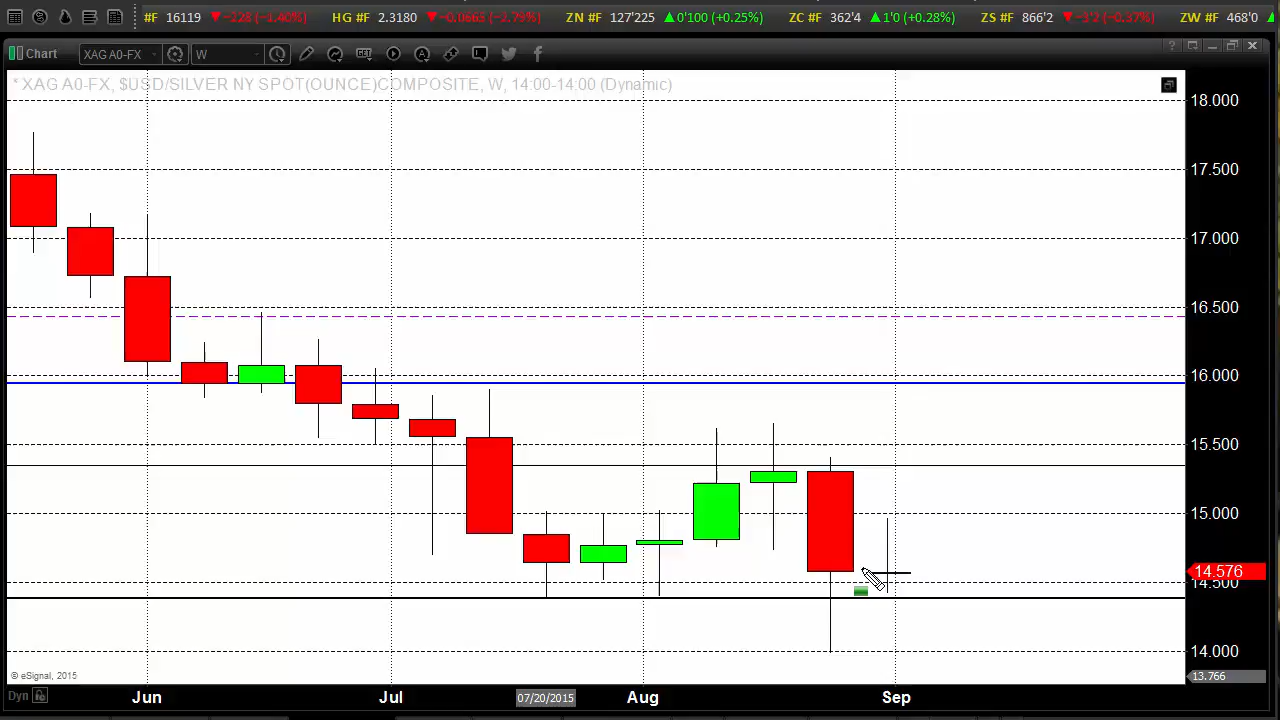 #F 16119 ▼-228 (-1.40%) HG #F 2.3180 ▼-0.0665 (-2.79%) ZN #F 127'225 ▲0'100 (+0.25%) ZC #F 362'4 ▲1'0 (+0.28%) ZS #F 866'2 ▼-3'2 (-0.37%) ZW #F 468'0
Chart XAG A0-FX W GET A
* XAG A0-FX, $USD/SILVER NY SPOT(OUNCE)COMPOSITE, W, 14:00-14:00 (Dynamic)
18.000
17.500
17.000
16.500
16.000
15.500
15.000
14.576
14.500
14.000
© eSignal, 2015
13.766
Dyn Jun Jul 07/20/2015 Aug Sep